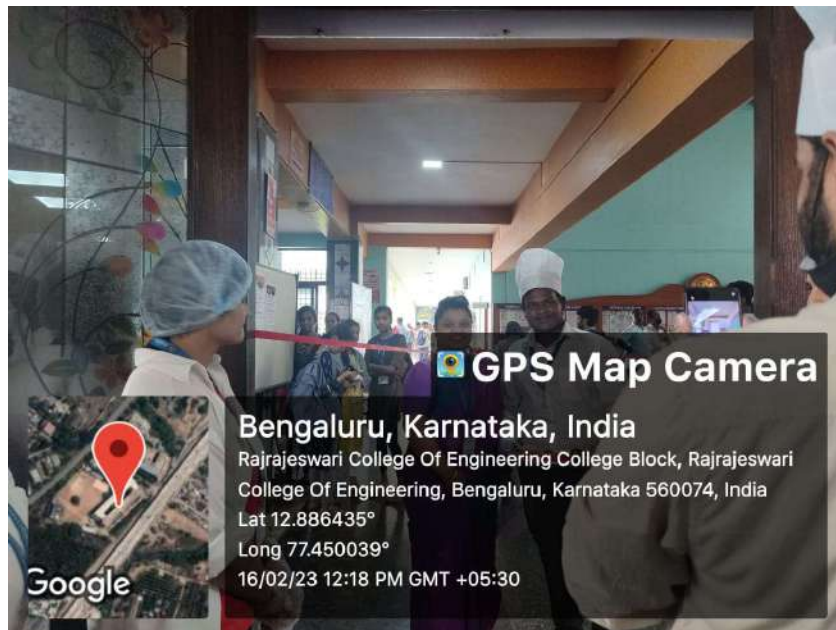 GPS Map Camera
Bengaluru, Karnataka, India
Rajrajeswari College Of Engineering College Block, Rajrajeswari
College Of Engineering, Bengaluru, Karnataka 560074, India
Lat 12.886435°
Long 77.450039°
16/02/23 12:18 PM GMT +05:30
Google